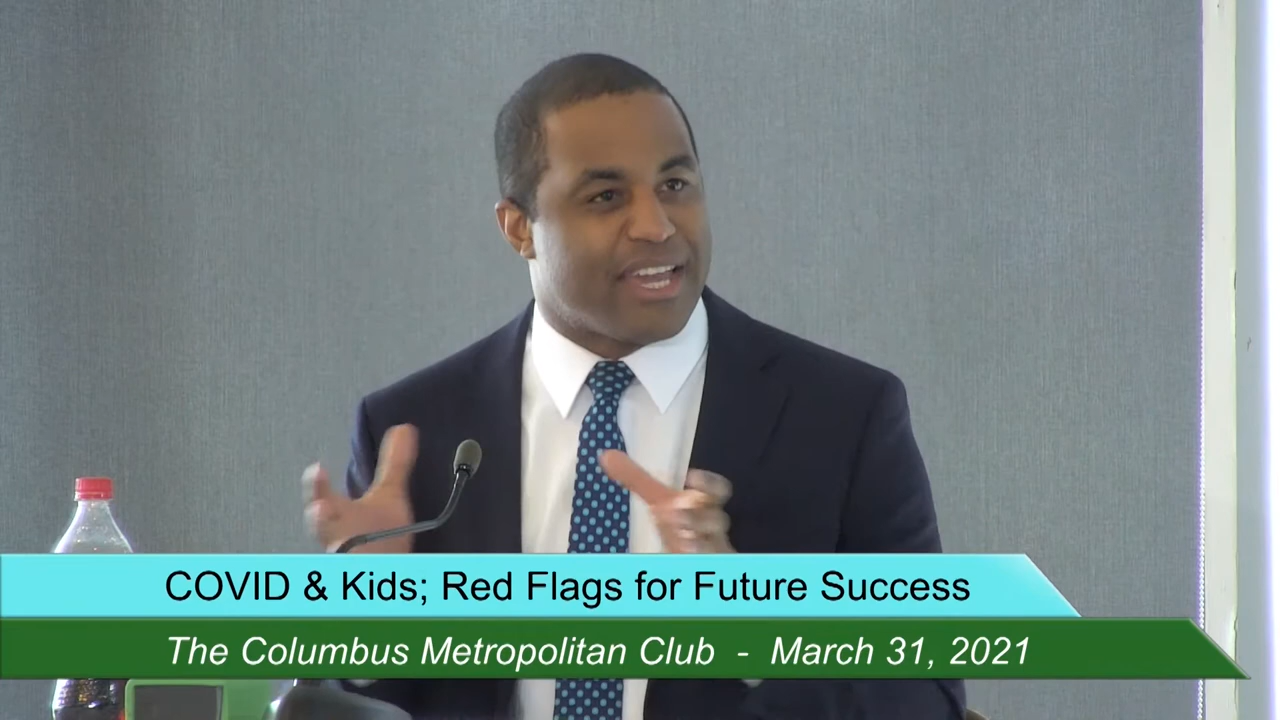 COVID & Kids; Red Flags for Future Success
The Columbus Metropolitan Club - March 31, 2021